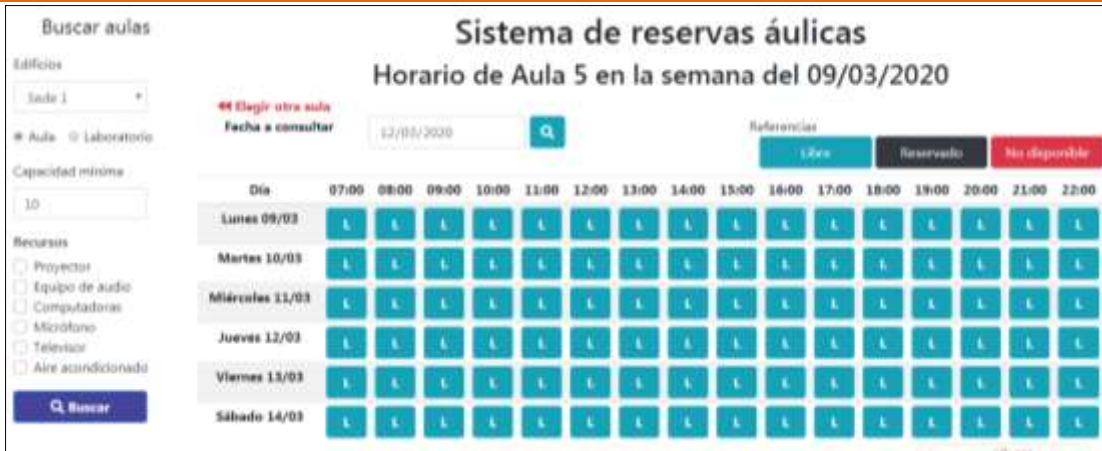 Buscar aulas
Edificios
Sede 1
Aula Laboratorio
Capacidad mínima
10
Recursos
Proyector
Equipo de audio
Computadoras
Micrófono
Televisor
Aire acondicionado
Buscar
Sistema de reservas áulicas
Horario de Aula 5 en la semana del 09/03/2020
Elegir otra aula
Fecha a consultar
12/03/2020
Referencias
Libre Reservado No disponible
Día 07:00 08:00 09:00 10:00 11:00 12:00 13:00 14:00 15:00 16:00 17:00 18:00 19:00 20:00 21:00 22:00
Lunes 09/03 L L L L L L L L L L L L L L L L
Martes 10/03 L L L L L L L L L L L L L L L L
Miércoles 11/03 L L L L L L L L L L L L L L L L
Jueves 12/03 L L L L L L L L L L L L L L L L
Viernes 13/03 L L L L L L L L L L L L L L L L
Sábado 14/03 L L L L L L L L L L L L L L L L